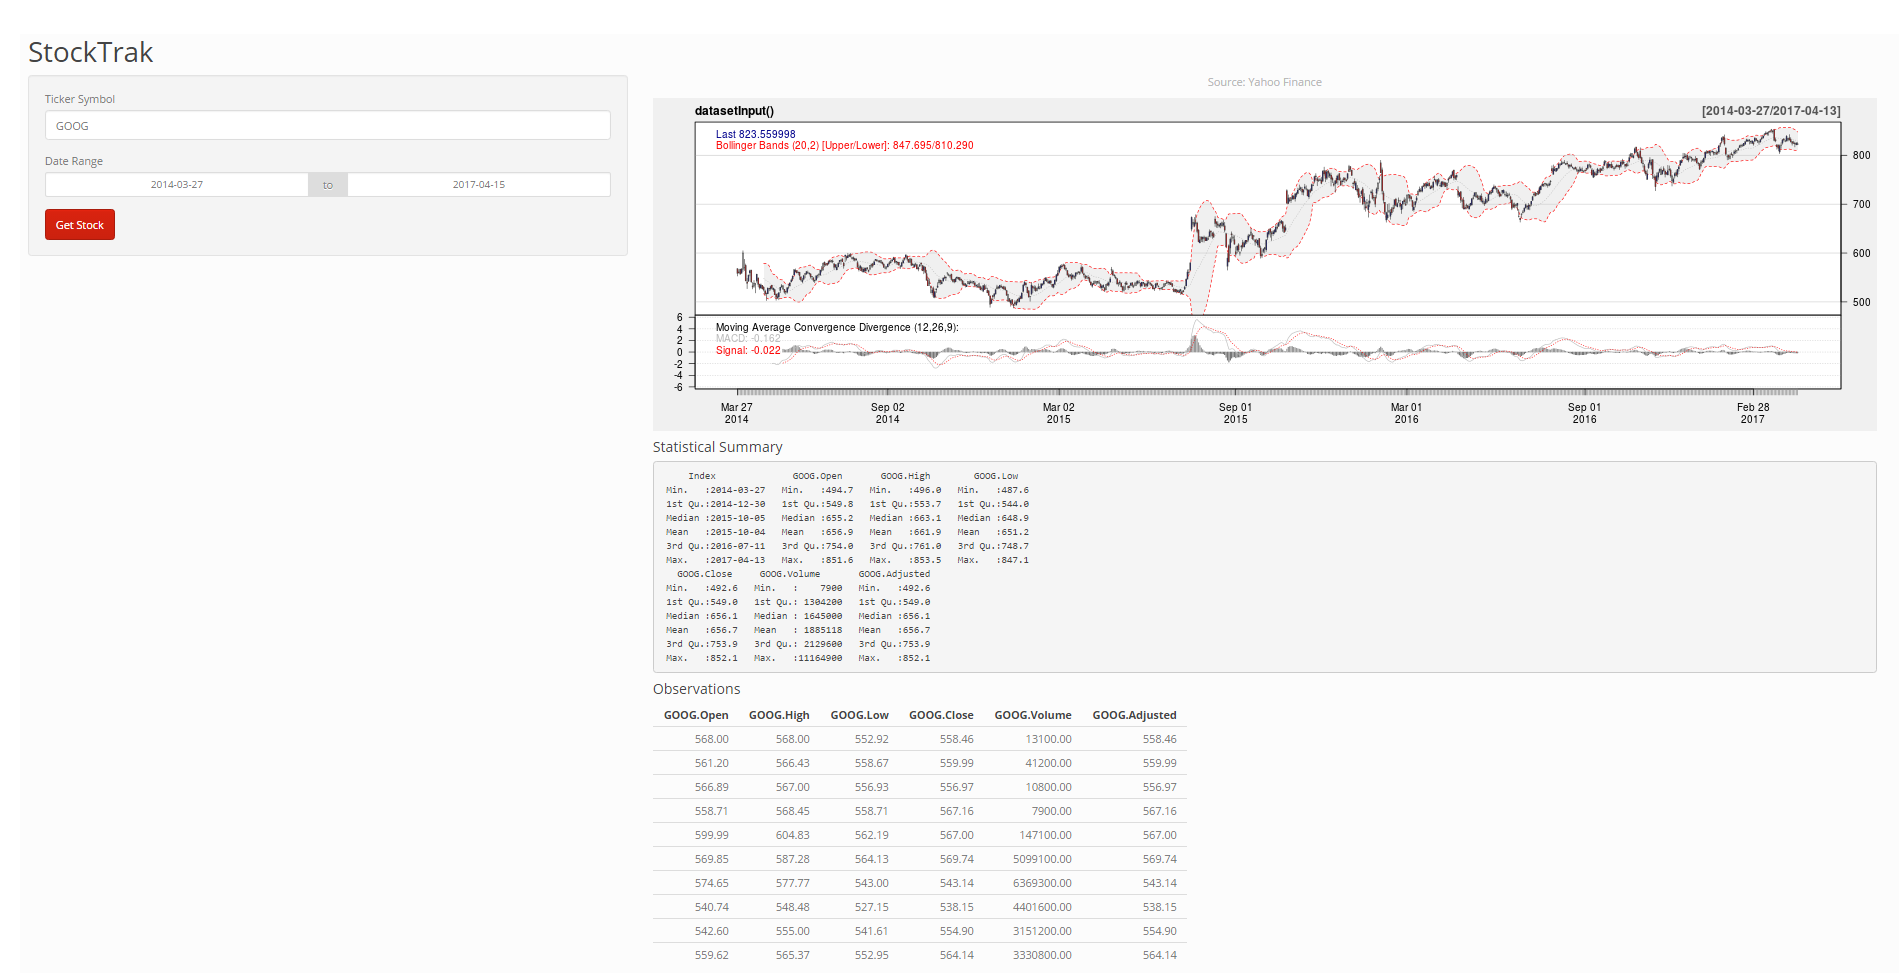 StockTrak
Ticker Symbol
GOOG
Date Range
2014-03-27 to 2017-04-15
Get Stock
Source: Yahoo Finance
datasetInput() [2014-03-27/2017-04-13]
Last 823.559998
Bollinger Bands (20,2) [Upper/Lower]: 847.695/810.290
800
700
600
500
Moving Average Convergence Divergence (12,26,9):
MACD: -0.162
Signal: -0.022
6
4
2
0
-2
-4
-6
Mar 27 Sep 02 Mar 02 Sep 01 Mar 01 Sep 01 Feb 28
2014 2014 2015 2015 2016 2016 2017
Statistical Summary
Index GOOG.Open GOOG.High GOOG.Low
Min. :2014-03-27 Min. :494.7 Min. :496.0 Min. :487.6
1st Qu.:2014-12-30 1st Qu.:549.8 1st Qu.:553.7 1st Qu.:544.0
Median :2015-10-05 Median :655.2 Median :663.1 Median :648.9
Mean :2015-10-04 Mean :656.9 Mean :661.9 Mean :651.2
3rd Qu.:2016-07-11 3rd Qu.:754.0 3rd Qu.:761.0 3rd Qu.:748.7
Max. :2017-04-13 Max. :851.6 Max. :853.5 Max. :847.1
GOOG.Close GOOG.Volume GOOG.Adjusted
Min. :492.6 Min. : 7900 Min. :492.6
1st Qu.:549.0 1st Qu.: 1304200 1st Qu.:549.0
Median :656.1 Median : 1645000 Median :656.1
Mean :656.7 Mean : 1885118 Mean :656.7
3rd Qu.:753.9 3rd Qu.: 2129600 3rd Qu.:753.9
Max. :852.1 Max. :11164900 Max. :852.1
Observations
GOOG.Open GOOG.High GOOG.Low GOOG.Close GOOG.Volume GOOG.Adjusted
568.00 568.00 552.92 558.46 13100.00 558.46
561.20 566.43 558.67 559.99 41200.00 559.99
566.89 567.00 556.93 556.97 10800.00 556.97
558.71 568.45 558.71 567.16 7900.00 567.16
599.99 604.83 562.19 567.00 147100.00 567.00
569.85 587.28 564.13 569.74 5099100.00 569.74
574.65 577.77 543.00 543.14 6369300.00 543.14
540.74 548.48 527.15 538.15 4401600.00 538.15
542.60 555.00 541.61 554.90 3151200.00 554.90
559.62 565.37 552.95 564.14 3330800.00 564.14